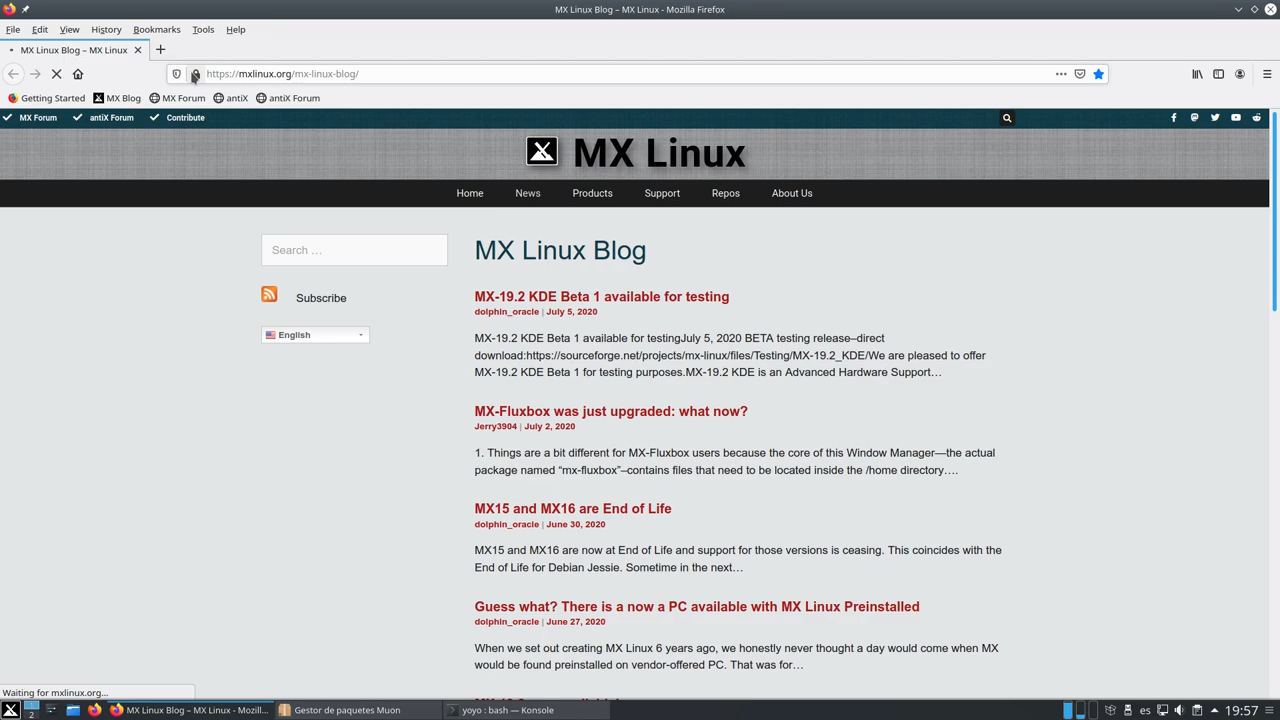 MX Linux Blog – MX Linux - Mozilla Firefox
File Edit View History Bookmarks Tools Help
MX Linux Blog – MX Linux
https://mxlinux.org/mx-linux-blog/
Getting Started MX Blog MX Forum antiX antiX Forum
MX Forum antiX Forum Contribute
MX Linux
Home News Products Support Repos About Us
Search …
Subscribe
English
MX Linux Blog
MX-19.2 KDE Beta 1 available for testing
dolphin_oracle | July 5, 2020
MX-19.2 KDE Beta 1 available for testingJuly 5, 2020 BETA testing release–direct
download:https://sourceforge.net/projects/mx-linux/files/Testing/MX-19.2_KDE/We are pleased to offer
MX-19.2 KDE Beta 1 for testing purposes.MX-19.2 KDE is an Advanced Hardware Support…
MX-Fluxbox was just upgraded: what now?
Jerry3904 | July 2, 2020
1. Things are a bit different for MX-Fluxbox users because the core of this Window Manager—the actual
package named “mx-fluxbox”–contains files that need to be located inside the /home directory….
MX15 and MX16 are End of Life
dolphin_oracle | June 30, 2020
MX15 and MX16 are now at End of Life and support for those versions is ceasing. This coincides with the
End of Life for Debian Jessie. Sometime in the next…
Guess what? There is a now a PC available with MX Linux Preinstalled
dolphin_oracle | June 27, 2020
When we set out creating MX Linux 6 years ago, we honestly never thought a day would come when MX
would be found preinstalled on vendor-offered PC. That was for…
Waiting for mxlinux.org…
1
2
MX Linux Blog – MX Linux - Mozil... Gestor de paquetes Muon yoyo : bash — Konsole es 19:57